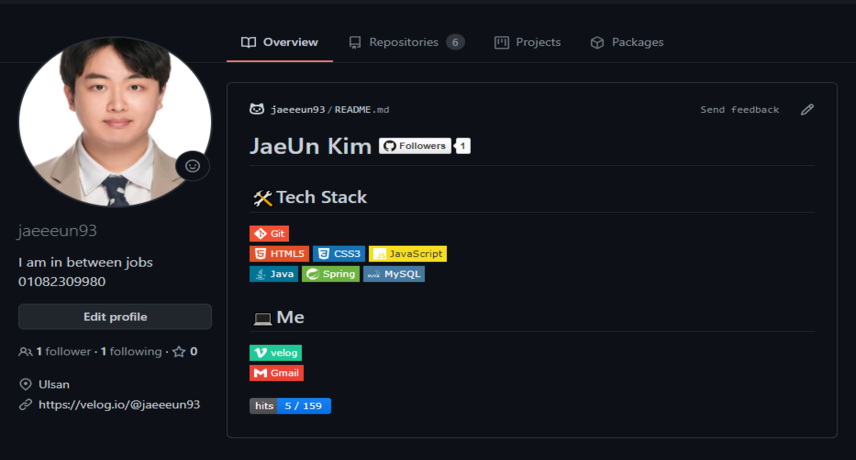 Overview Repositories 6 Projects Packages
jaeeeun93/README.md Send feedback
JaeUn Kim Followers 1
Tech Stack
Git
HTML5 CSS3 JS JavaScript
Java Spring MySQL
Me
velog
Gmail
hits 5 / 159
jaeeeun93
I am in between jobs
01082309980
Edit profile
1 follower · 1 following · 0
Ulsan
https://velog.io/@jaeeeun93